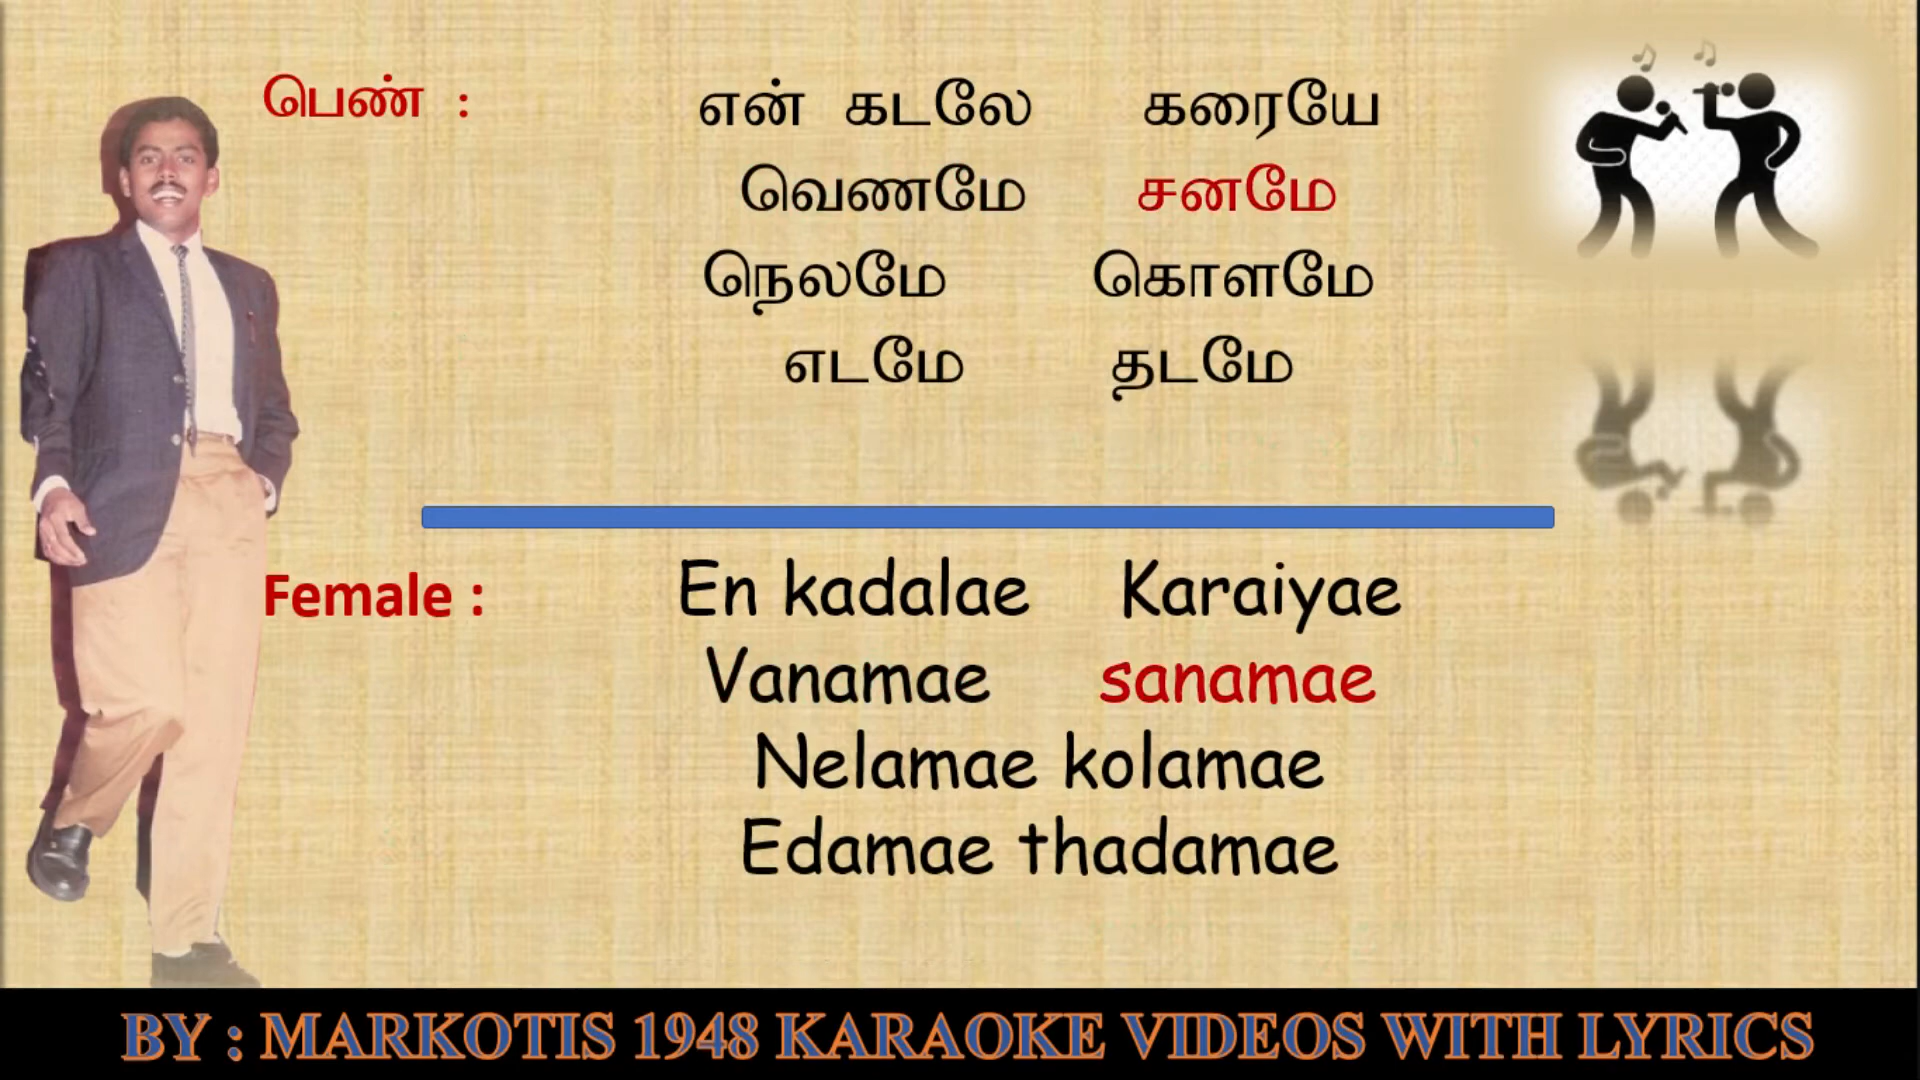 பெண் : என் கடலே கரையே
வெணமே சனமே
நெலமே கொளமே
எடமே தடமே
Female : En kadalae Karaiyae
Vanamae sanamae
Nelamae kolamae
Edamae thadamae
BY : MARKOTIS 1948 KARAOKE VIDEOS WITH LYRICS